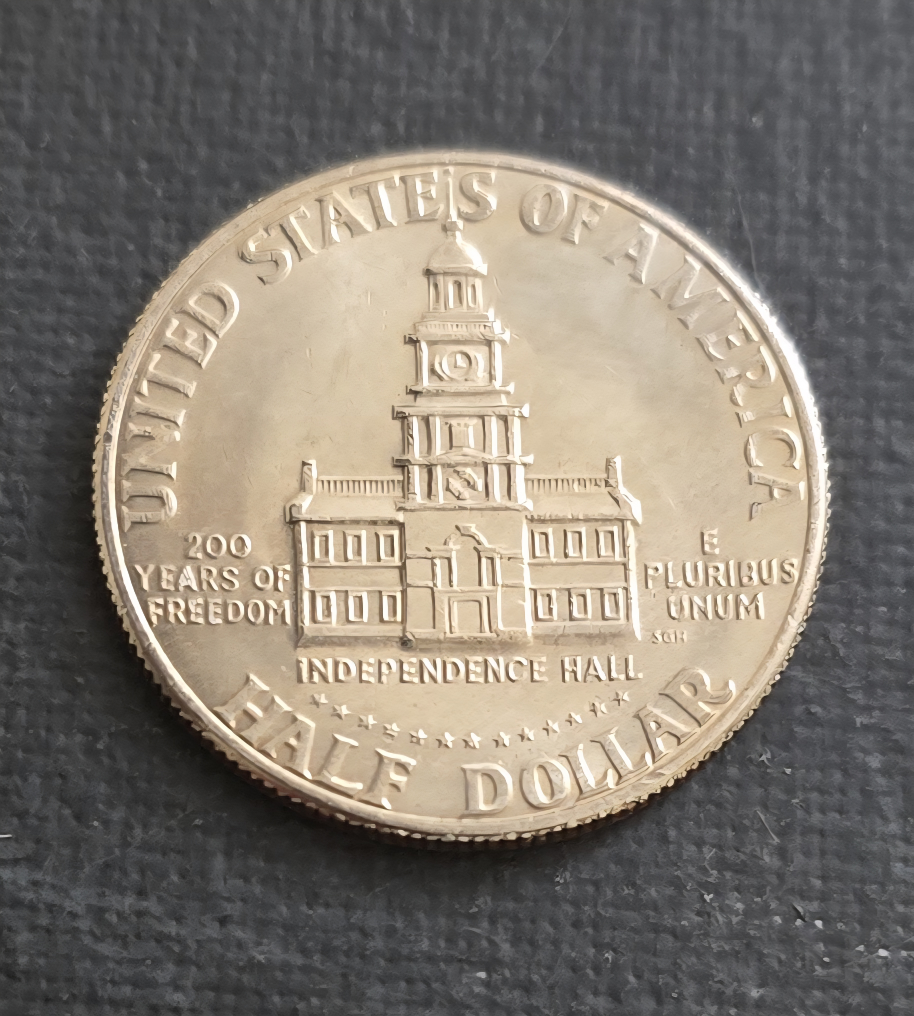 UNITED STATES OF AMERICA
200
YEARS OF
FREEDOM
E
PLURIBUS
UNUM
SGH
INDEPENDENCE HALL
HALF DOLLAR